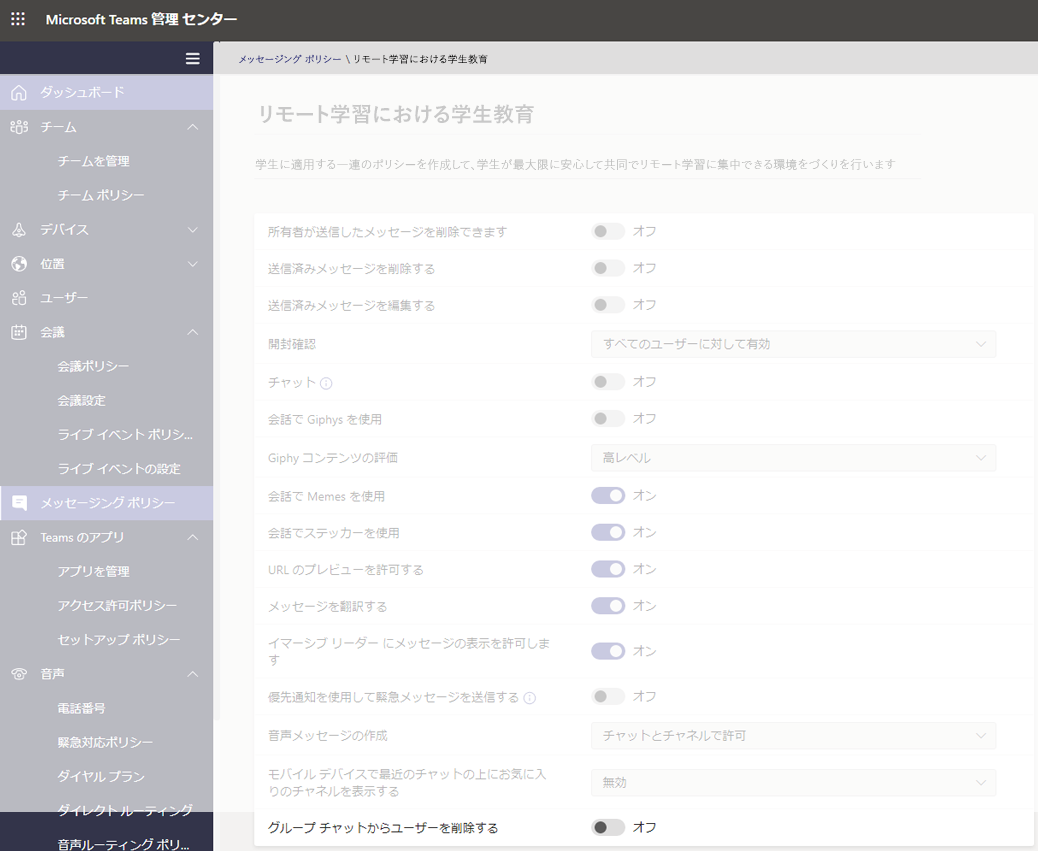 Microsoft Teams 管理 センター
メッセージング ポリシー \ リモート学習における学生教育
ダッシュボード
チーム
チームを管理
チーム ポリシー
デバイス
位置
ユーザー
会議
会議ポリシー
会議設定
ライブ イベント ポリシ...
ライブ イベントの設定
メッセージング ポリシー
Teams のアプリ
アプリを管理
アクセス許可ポリシー
セットアップ ポリシー
音声
電話番号
緊急対応ポリシー
ダイヤル プラン
ダイレクト ルーティング
音声ルーティング ポリ...
リモート学習における学生教育
学生に適用する一連のポリシーを作成して、学生が最大限に安心して共同でリモート学習に集中できる環境をづくりを行います
所有者が送信したメッセージを削除できます オフ
送信済みメッセージを削除する オフ
送信済みメッセージを編集する オフ
開封確認 すべてのユーザーに対して有効
チャット オフ
会話で Giphys を使用 オフ
Giphy コンテンツの評価 高レベル
会話で Memes を使用 オン
会話でステッカーを使用 オン
URL のプレビューを許可する オン
メッセージを翻訳する オン
イマーシブ リーダー にメッセージの表示を許可しま
す オン
優先通知を使用して緊急メッセージを送信する オフ
音声メッセージの作成 チャットとチャネルで許可
モバイル デバイスで最近のチャットの上にお気に入
りのチャネルを表示する 無効
グループ チャットからユーザーを削除する オフ